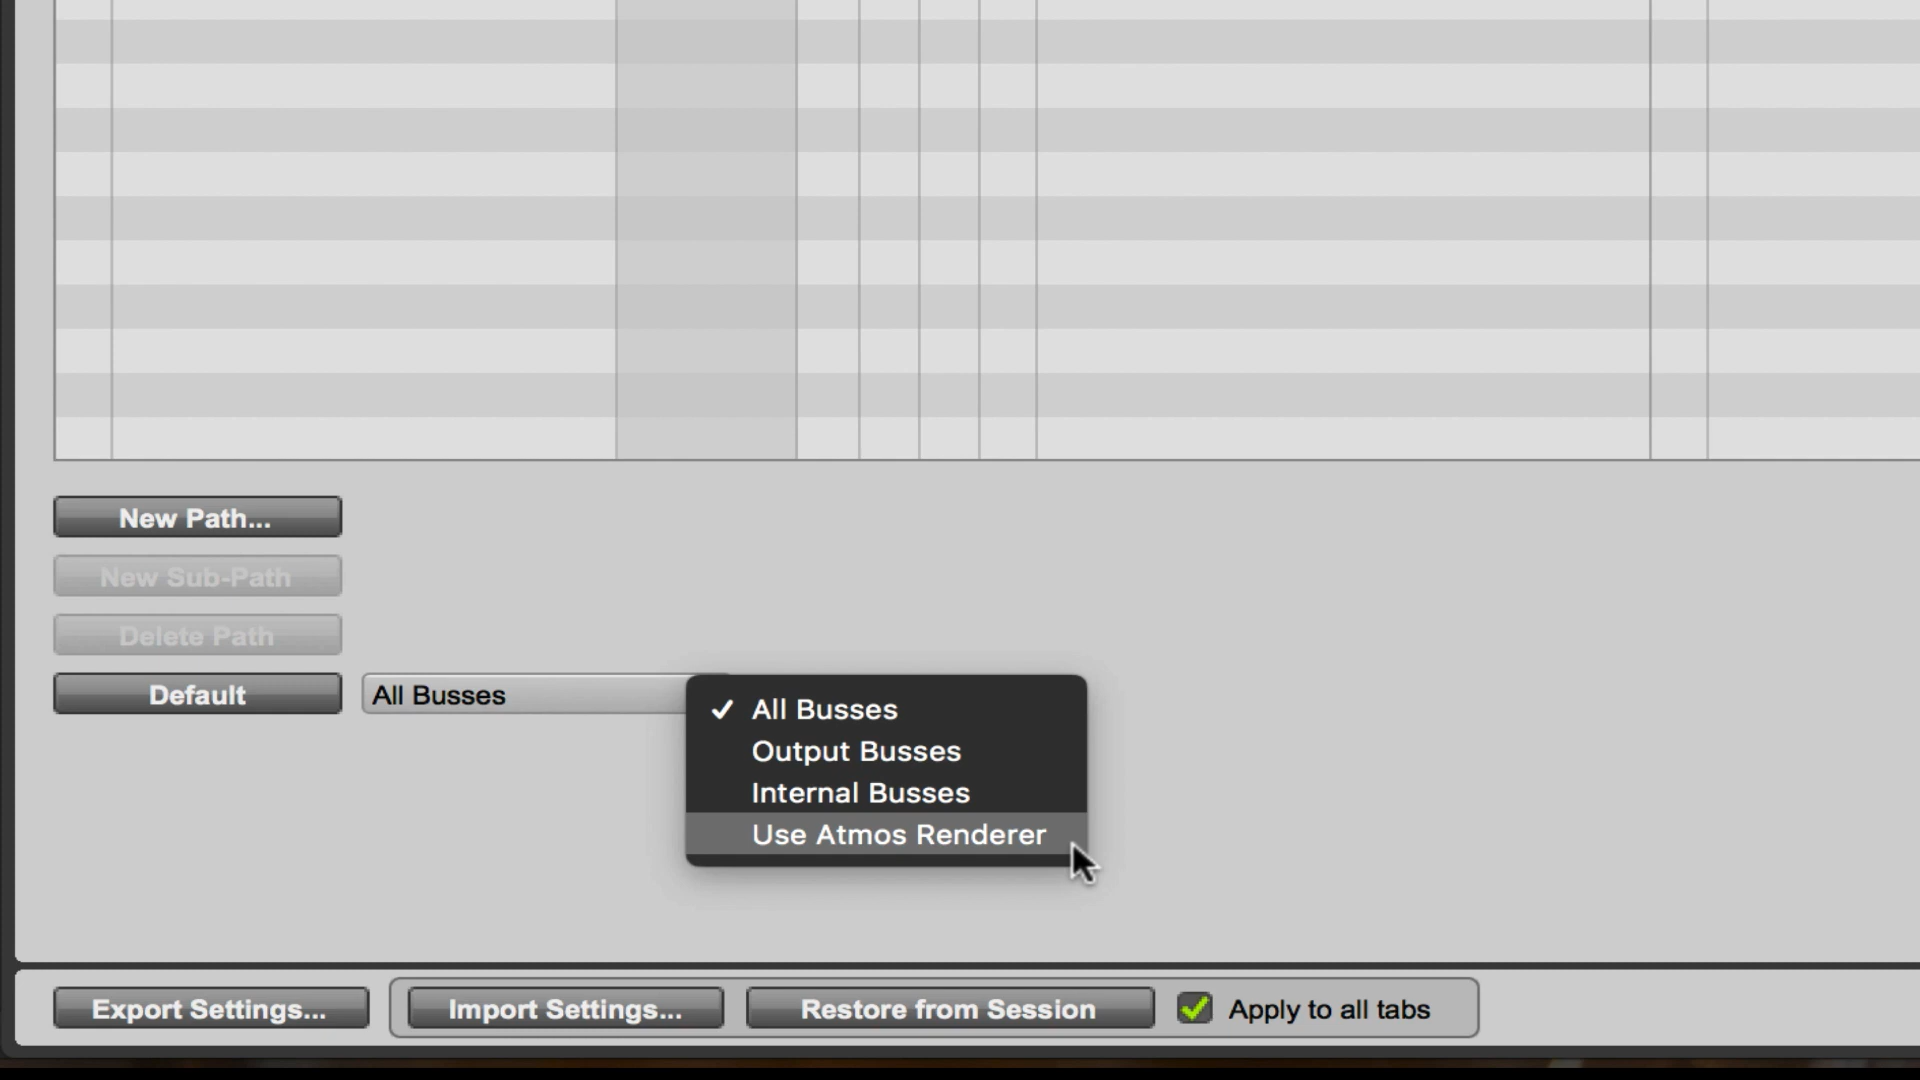 New Path...
New Sub-Path
Delete Path
Default
All Busses
All Busses
Output Busses
Internal Busses
Use Atmos Renderer
Export Settings...
Import Settings...
Restore from Session
Apply to all tabs